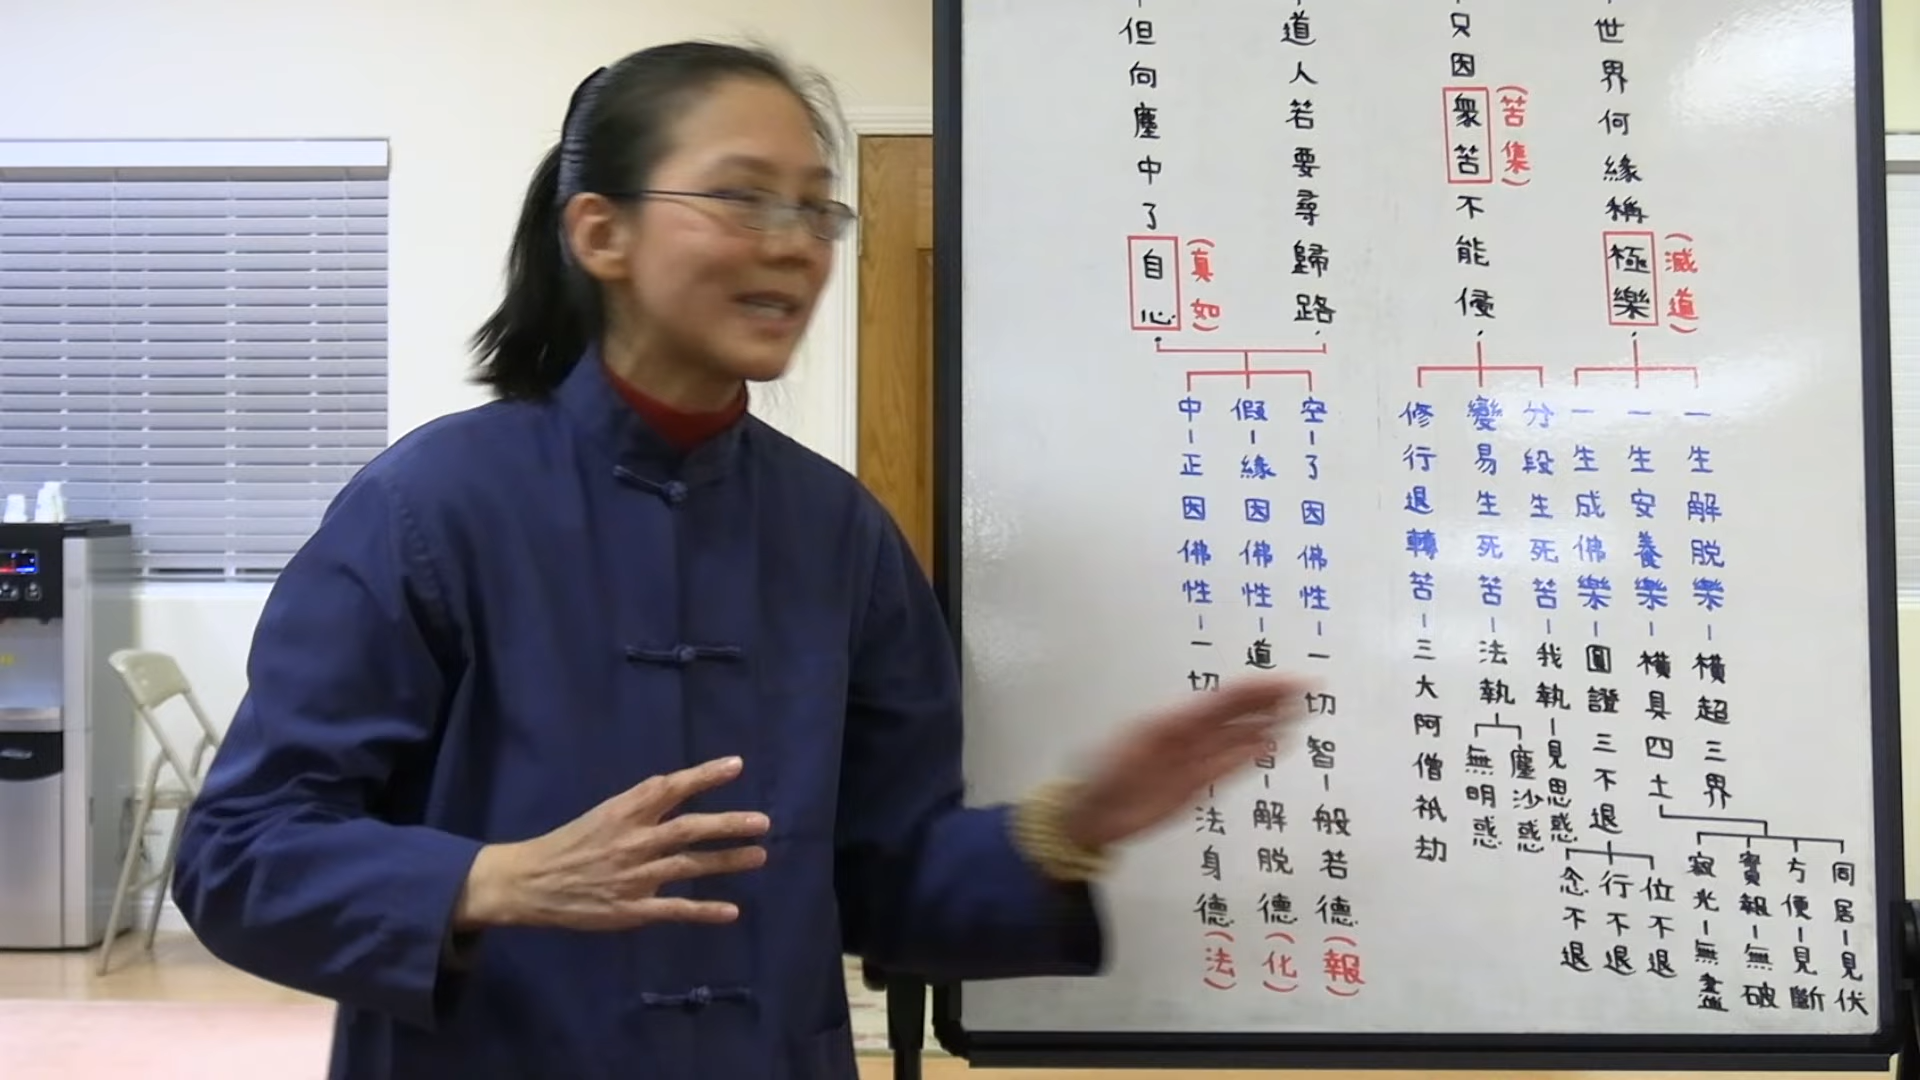 世界何緣稱極樂
（滅道）
只因衆苦不能侵
（苦集）
道人若要尋歸路
但向塵中了自心
（真如）
一生解脱樂-橫超三界
一生安養樂-橫具四土
同居-見伏
方便-見斷
實報-無破
寂光-無盡
一生成佛樂-圓證三不退
位不退
行不退
念不退
分段生死苦-我執-見思惑
變易生死苦-法執
塵沙惑
無明惑
修行退轉苦-三大阿僧祇劫
空-了因佛性-一切智-般若德（報）
假-緣因佛性-道
智-解脱德（化）
中-正因佛性-一切
-法身德（法）